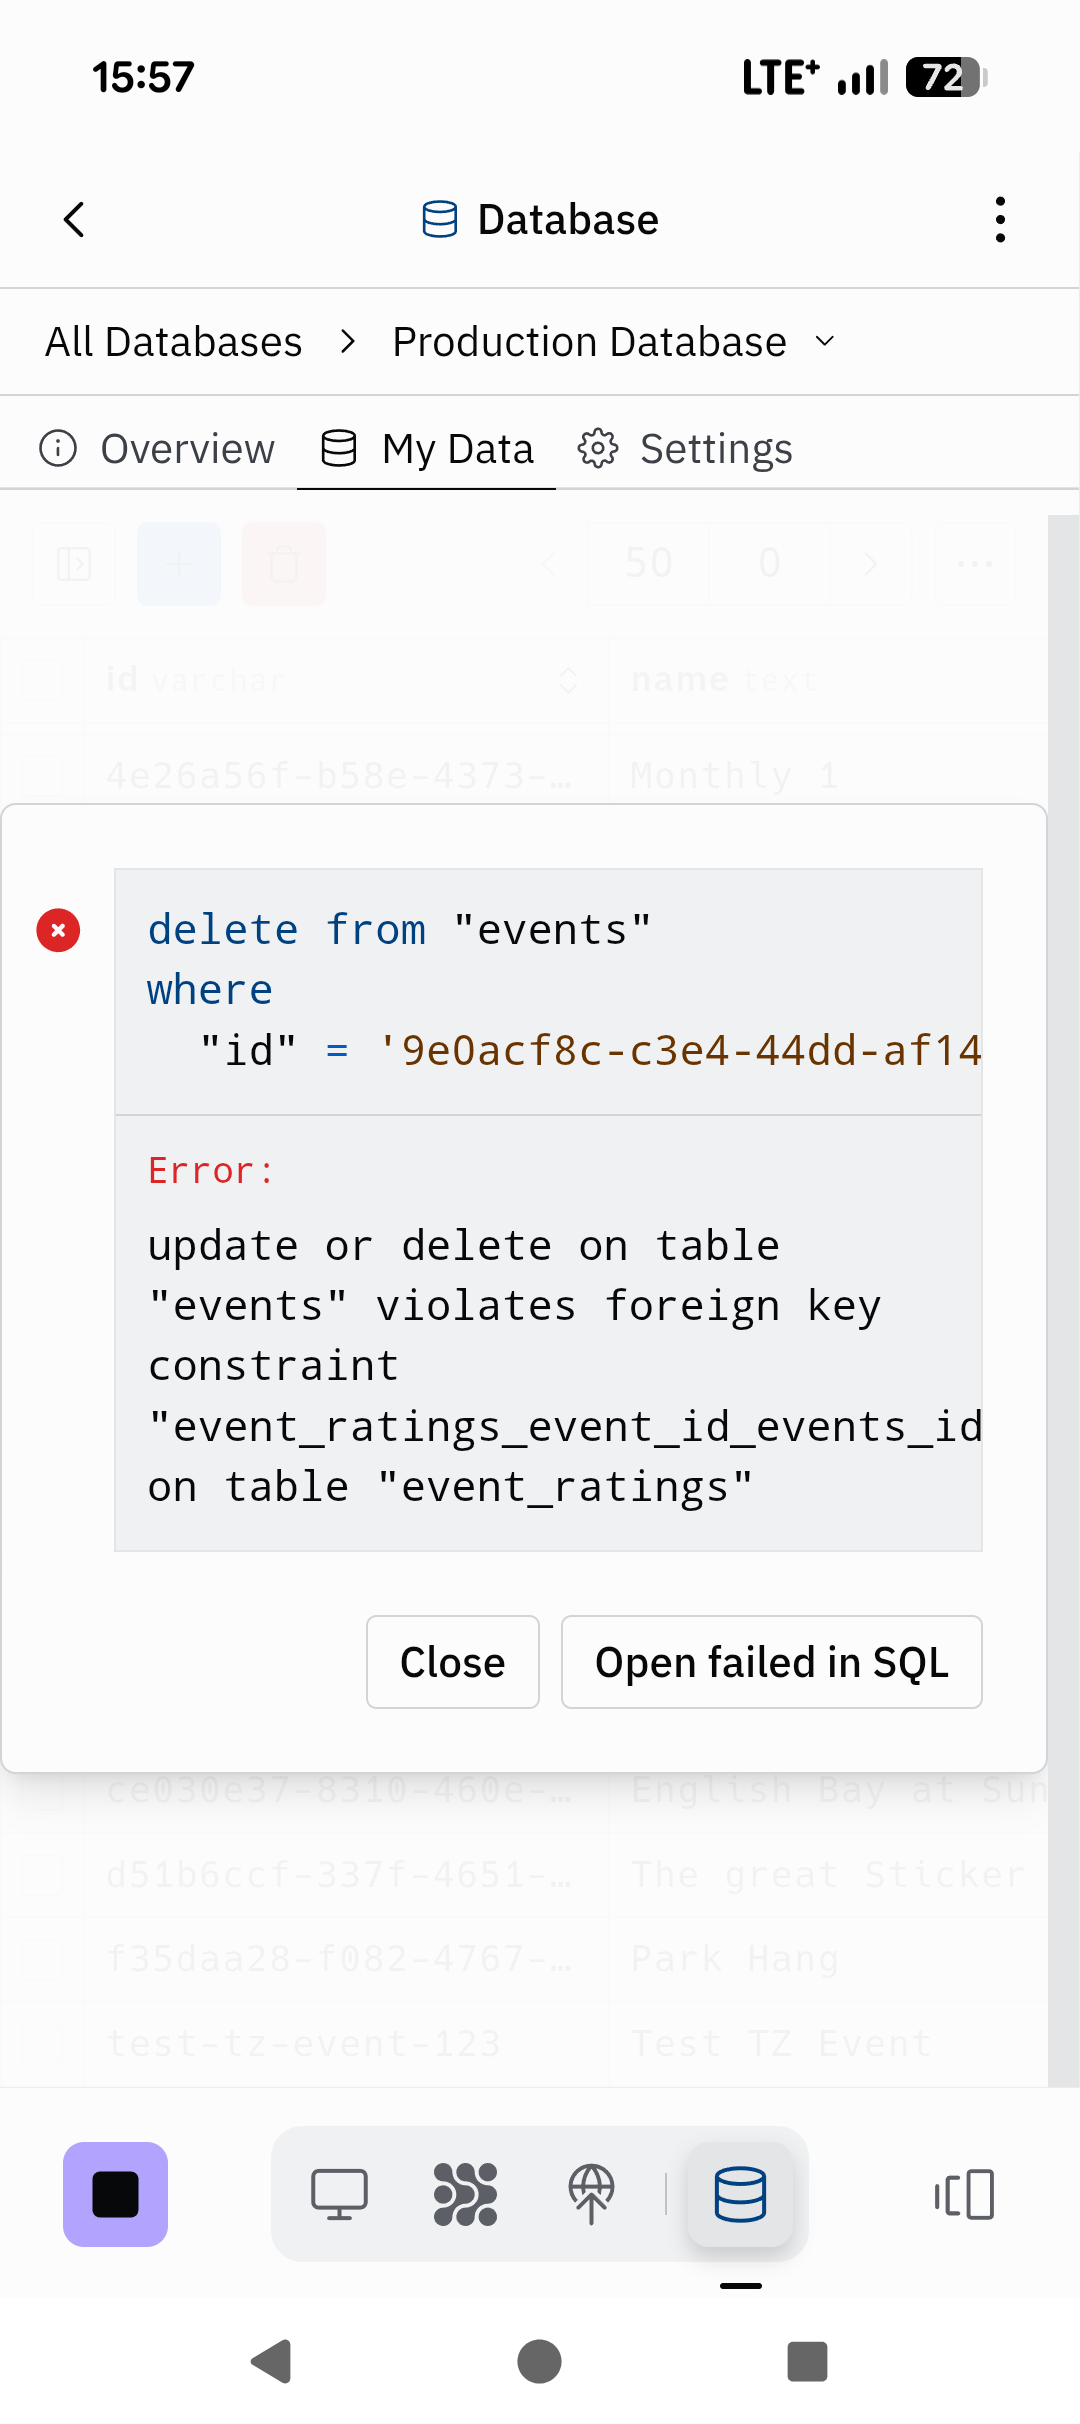 15:57 LTE+ 72
Database
All Databases > Production Database
Overview My Data Settings
50 0 ...
id varchar name text
4e26a56f-b58e-4373-… Monthly 1
delete from "events"
where
"id" = '9e0acf8c-c3e4-44dd-af14
Error:
update or delete on table
"events" violates foreign key
constraint
"event_ratings_event_id_events_id
on table "event_ratings"
Close Open failed in SQL
ce030e37-8310-460e-… English Bay at Sun
d51b6ccf-337f-4651-… The great Sticker
f35daa28-f082-4767-… Park Hang
test-tz-event-123 Test TZ Event